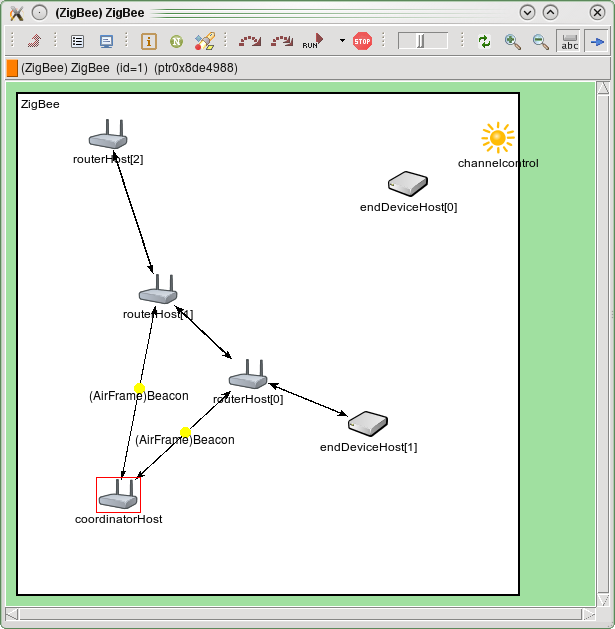 (ZigBee) ZigBee
RUN
STOP
abc
(ZigBee) ZigBee (id=1) (ptr0x8de4988)
ZigBee
routerHost[2]
channelcontrol
endDeviceHost[0]
routerHost[1]
(AirFrame)Beacon
routerHost[0]
(AirFrame)Beacon
endDeviceHost[1]
coordinatorHost